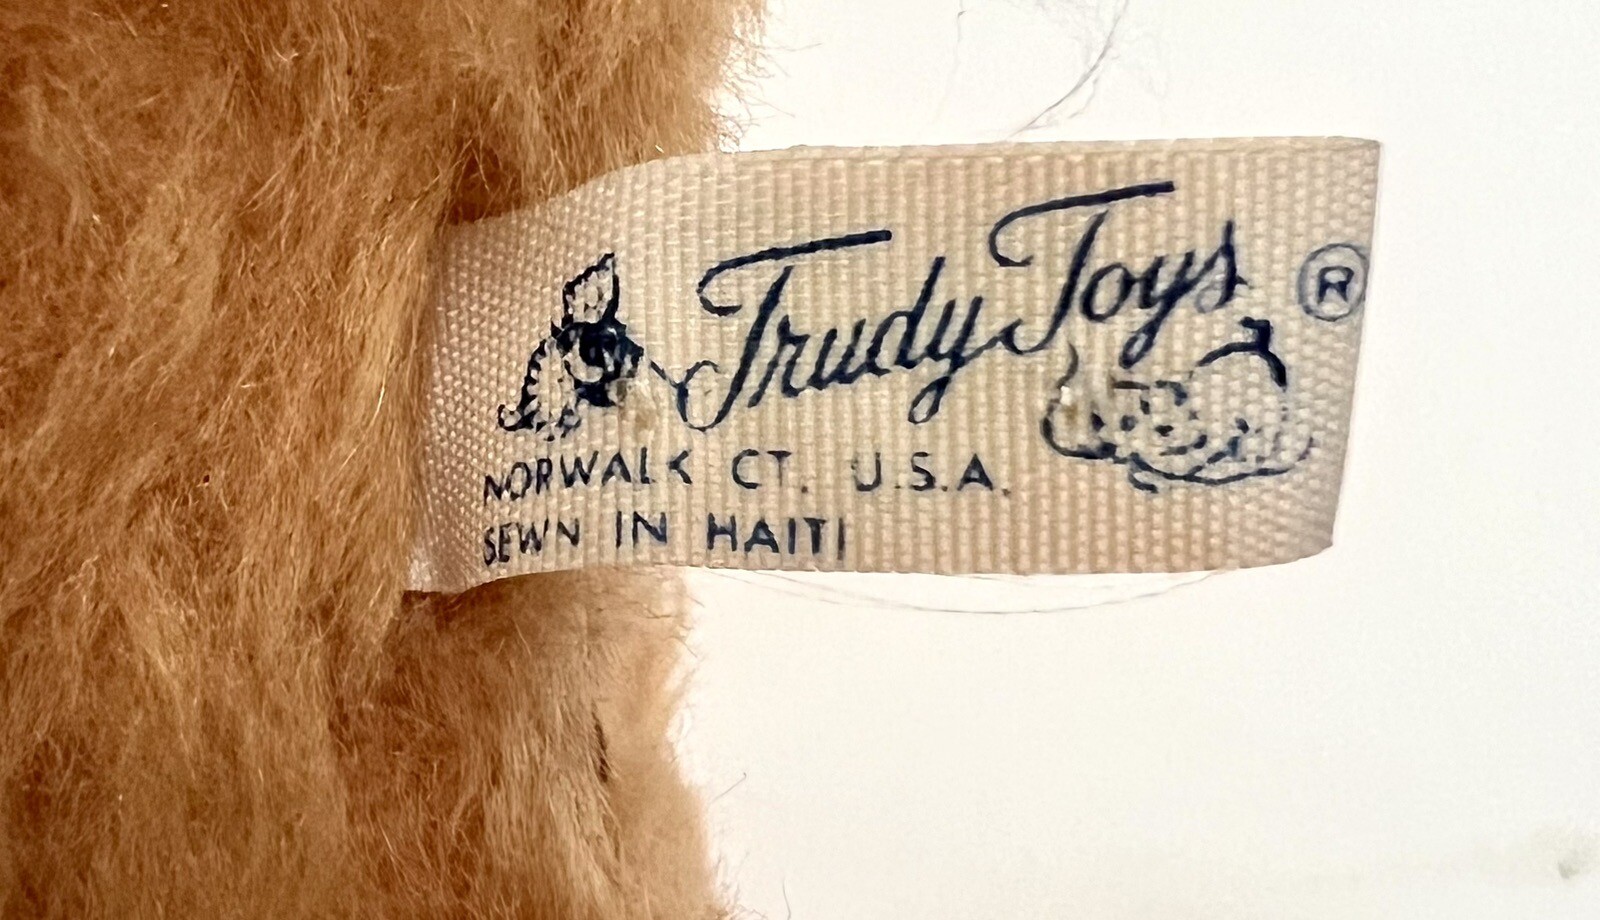 Trudy Toys ®
NORWALK CT. U.S.A.
SEWN IN HAITI